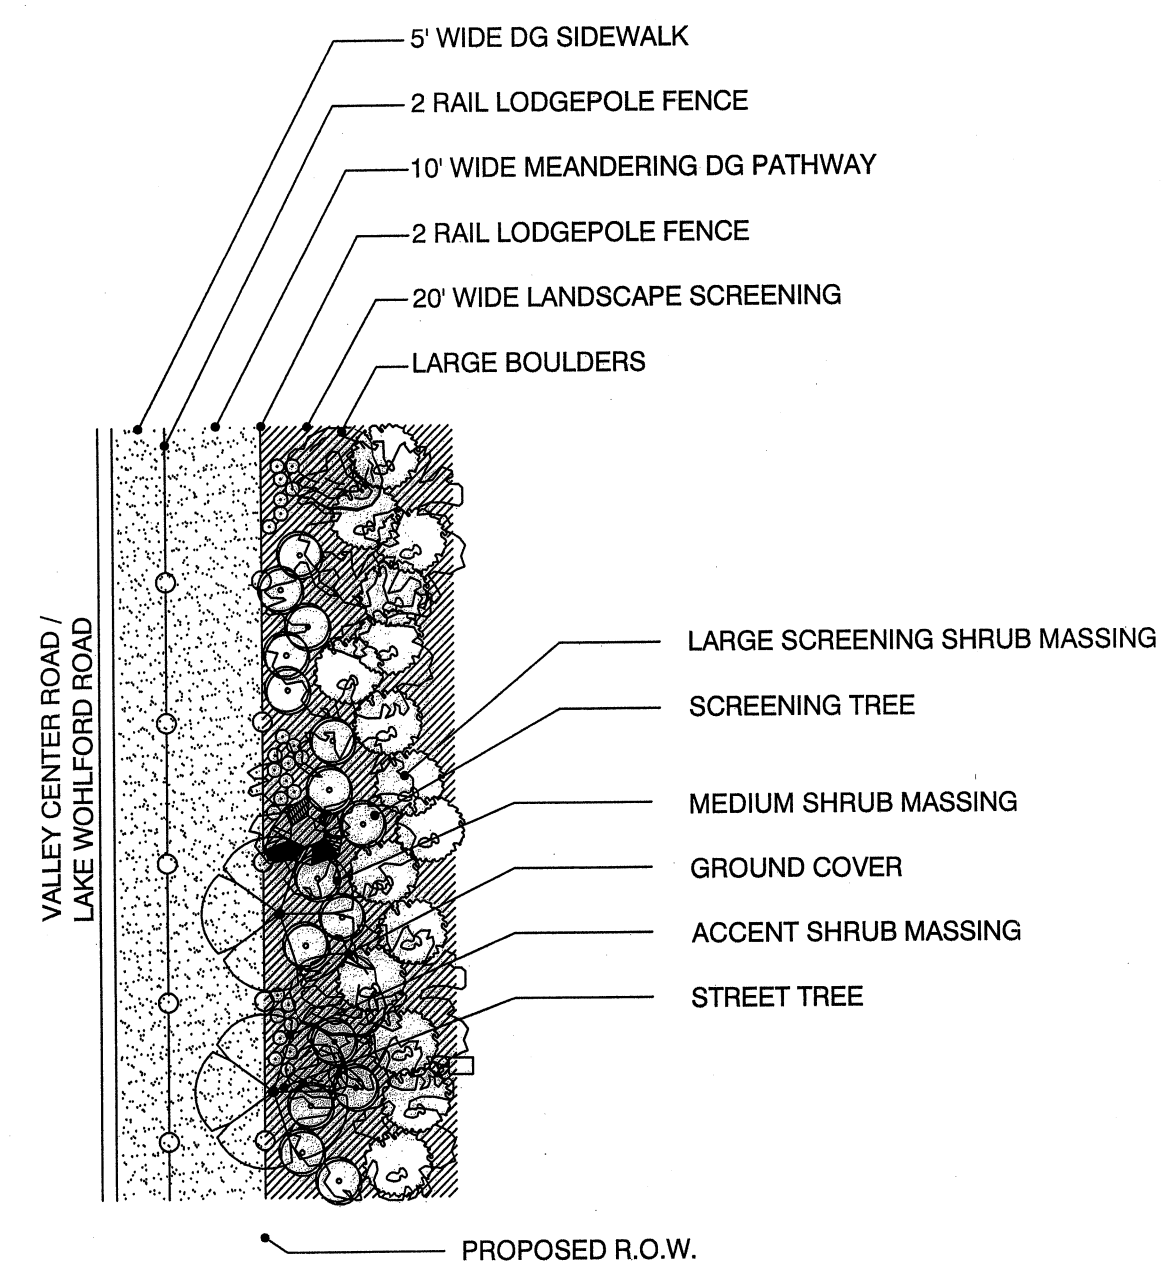 5' WIDE DG SIDEWALK
2 RAIL LODGEPOLE FENCE
10' WIDE MEANDERING DG PATHWAY
2 RAIL LODGEPOLE FENCE
20' WIDE LANDSCAPE SCREENING
LARGE BOULDERS
VALLEY CENTER ROAD /
LAKE WOHLFORD ROAD
LARGE SCREENING SHRUB MASSING
SCREENING TREE
MEDIUM SHRUB MASSING
GROUND COVER
ACCENT SHRUB MASSING
STREET TREE
PROPOSED R.O.W.